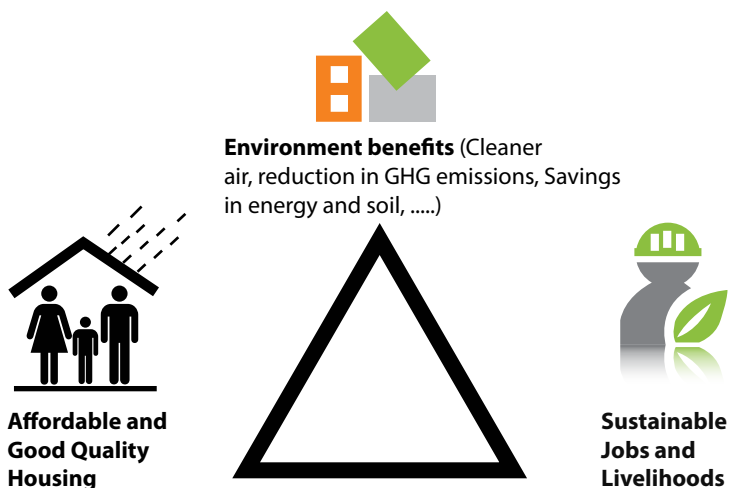 Environment benefits (Cleaner
air, reduction in GHG emissions, Savings
in energy and soil, .....)
Affordable and
Good Quality
Housing
Sustainable
Jobs and
Livelihoods